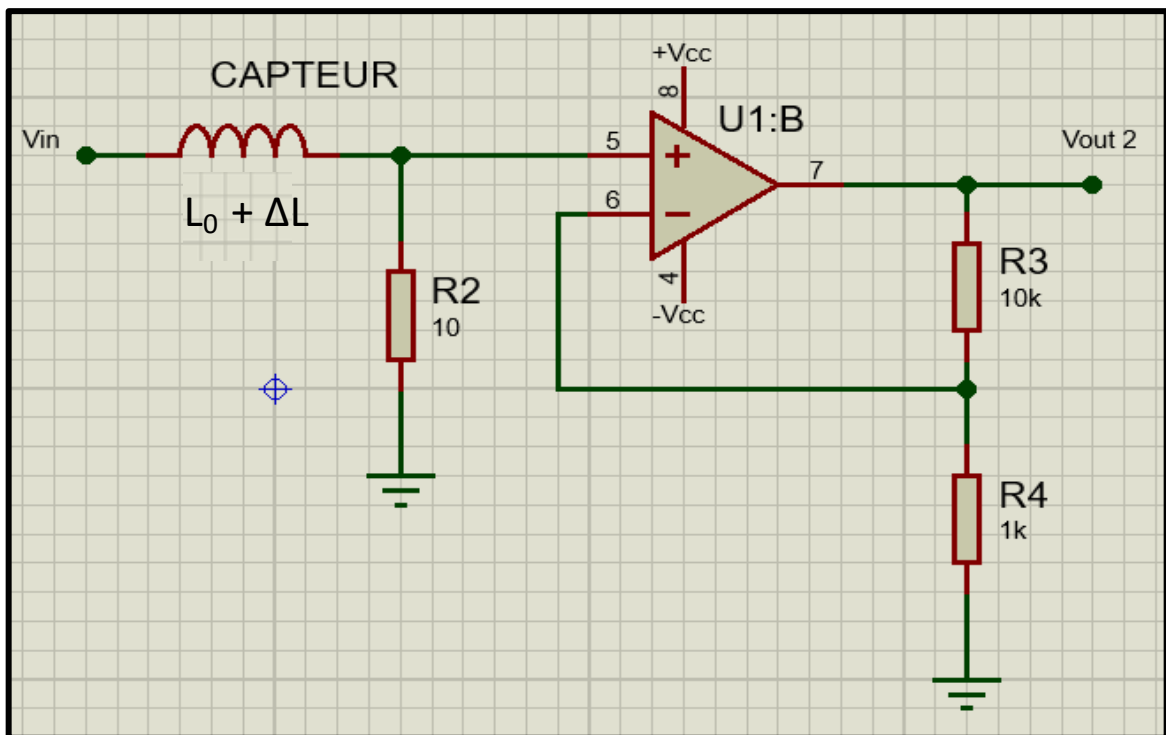 CAPTEUR
Vin
L₀ + ΔL
R2
10
+Vcc
8
U1:B
5
6
7
4
-Vcc
Vout 2
R3
10k
R4
1k